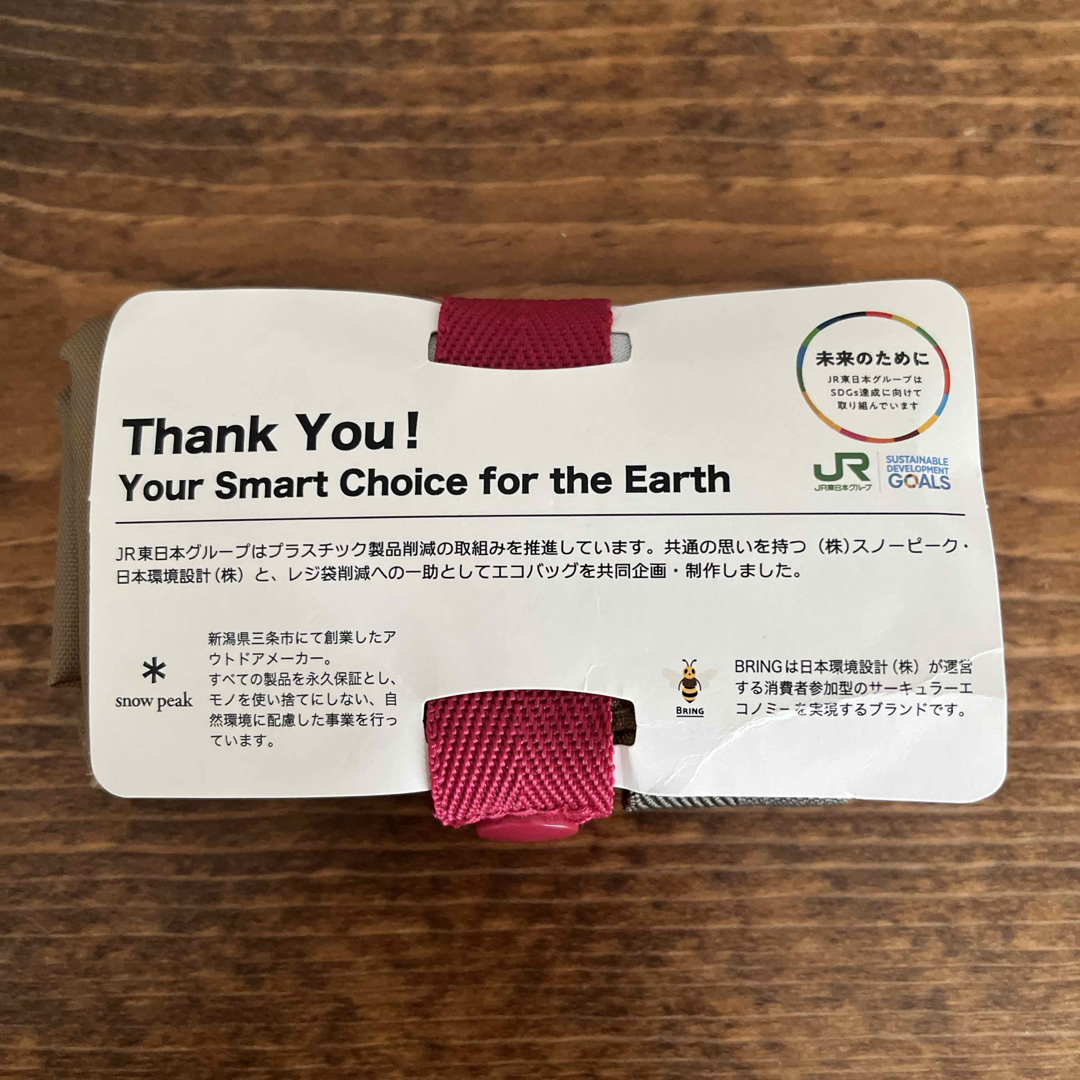 未来のために
JR東日本グループは
SDGs達成に向けて
取り組んでいます
JR
JR東日本グループ
SUSTAINABLE
DEVELOPMENT
GOALS
Thank You!
Your Smart Choice for the Earth
JR東日本グループはプラスチック製品削減の取組みを推進しています。共通の思いを持つ（株）スノーピーク・
日本環境設計（株）と、レジ袋削減への一助としてエコバッグを共同企画・制作しました。
snow peak
新潟県三条市にて創業したア
ウトドアメーカー。
すべての製品を永久保証とし、
モノを使い捨てにしない、自
然環境に配慮した事業を行っ
ています。
BRING
BRINGは日本環境設計（株）が運営
する消費者参加型のサーキュラーエ
コノミーを実現するブランドです。